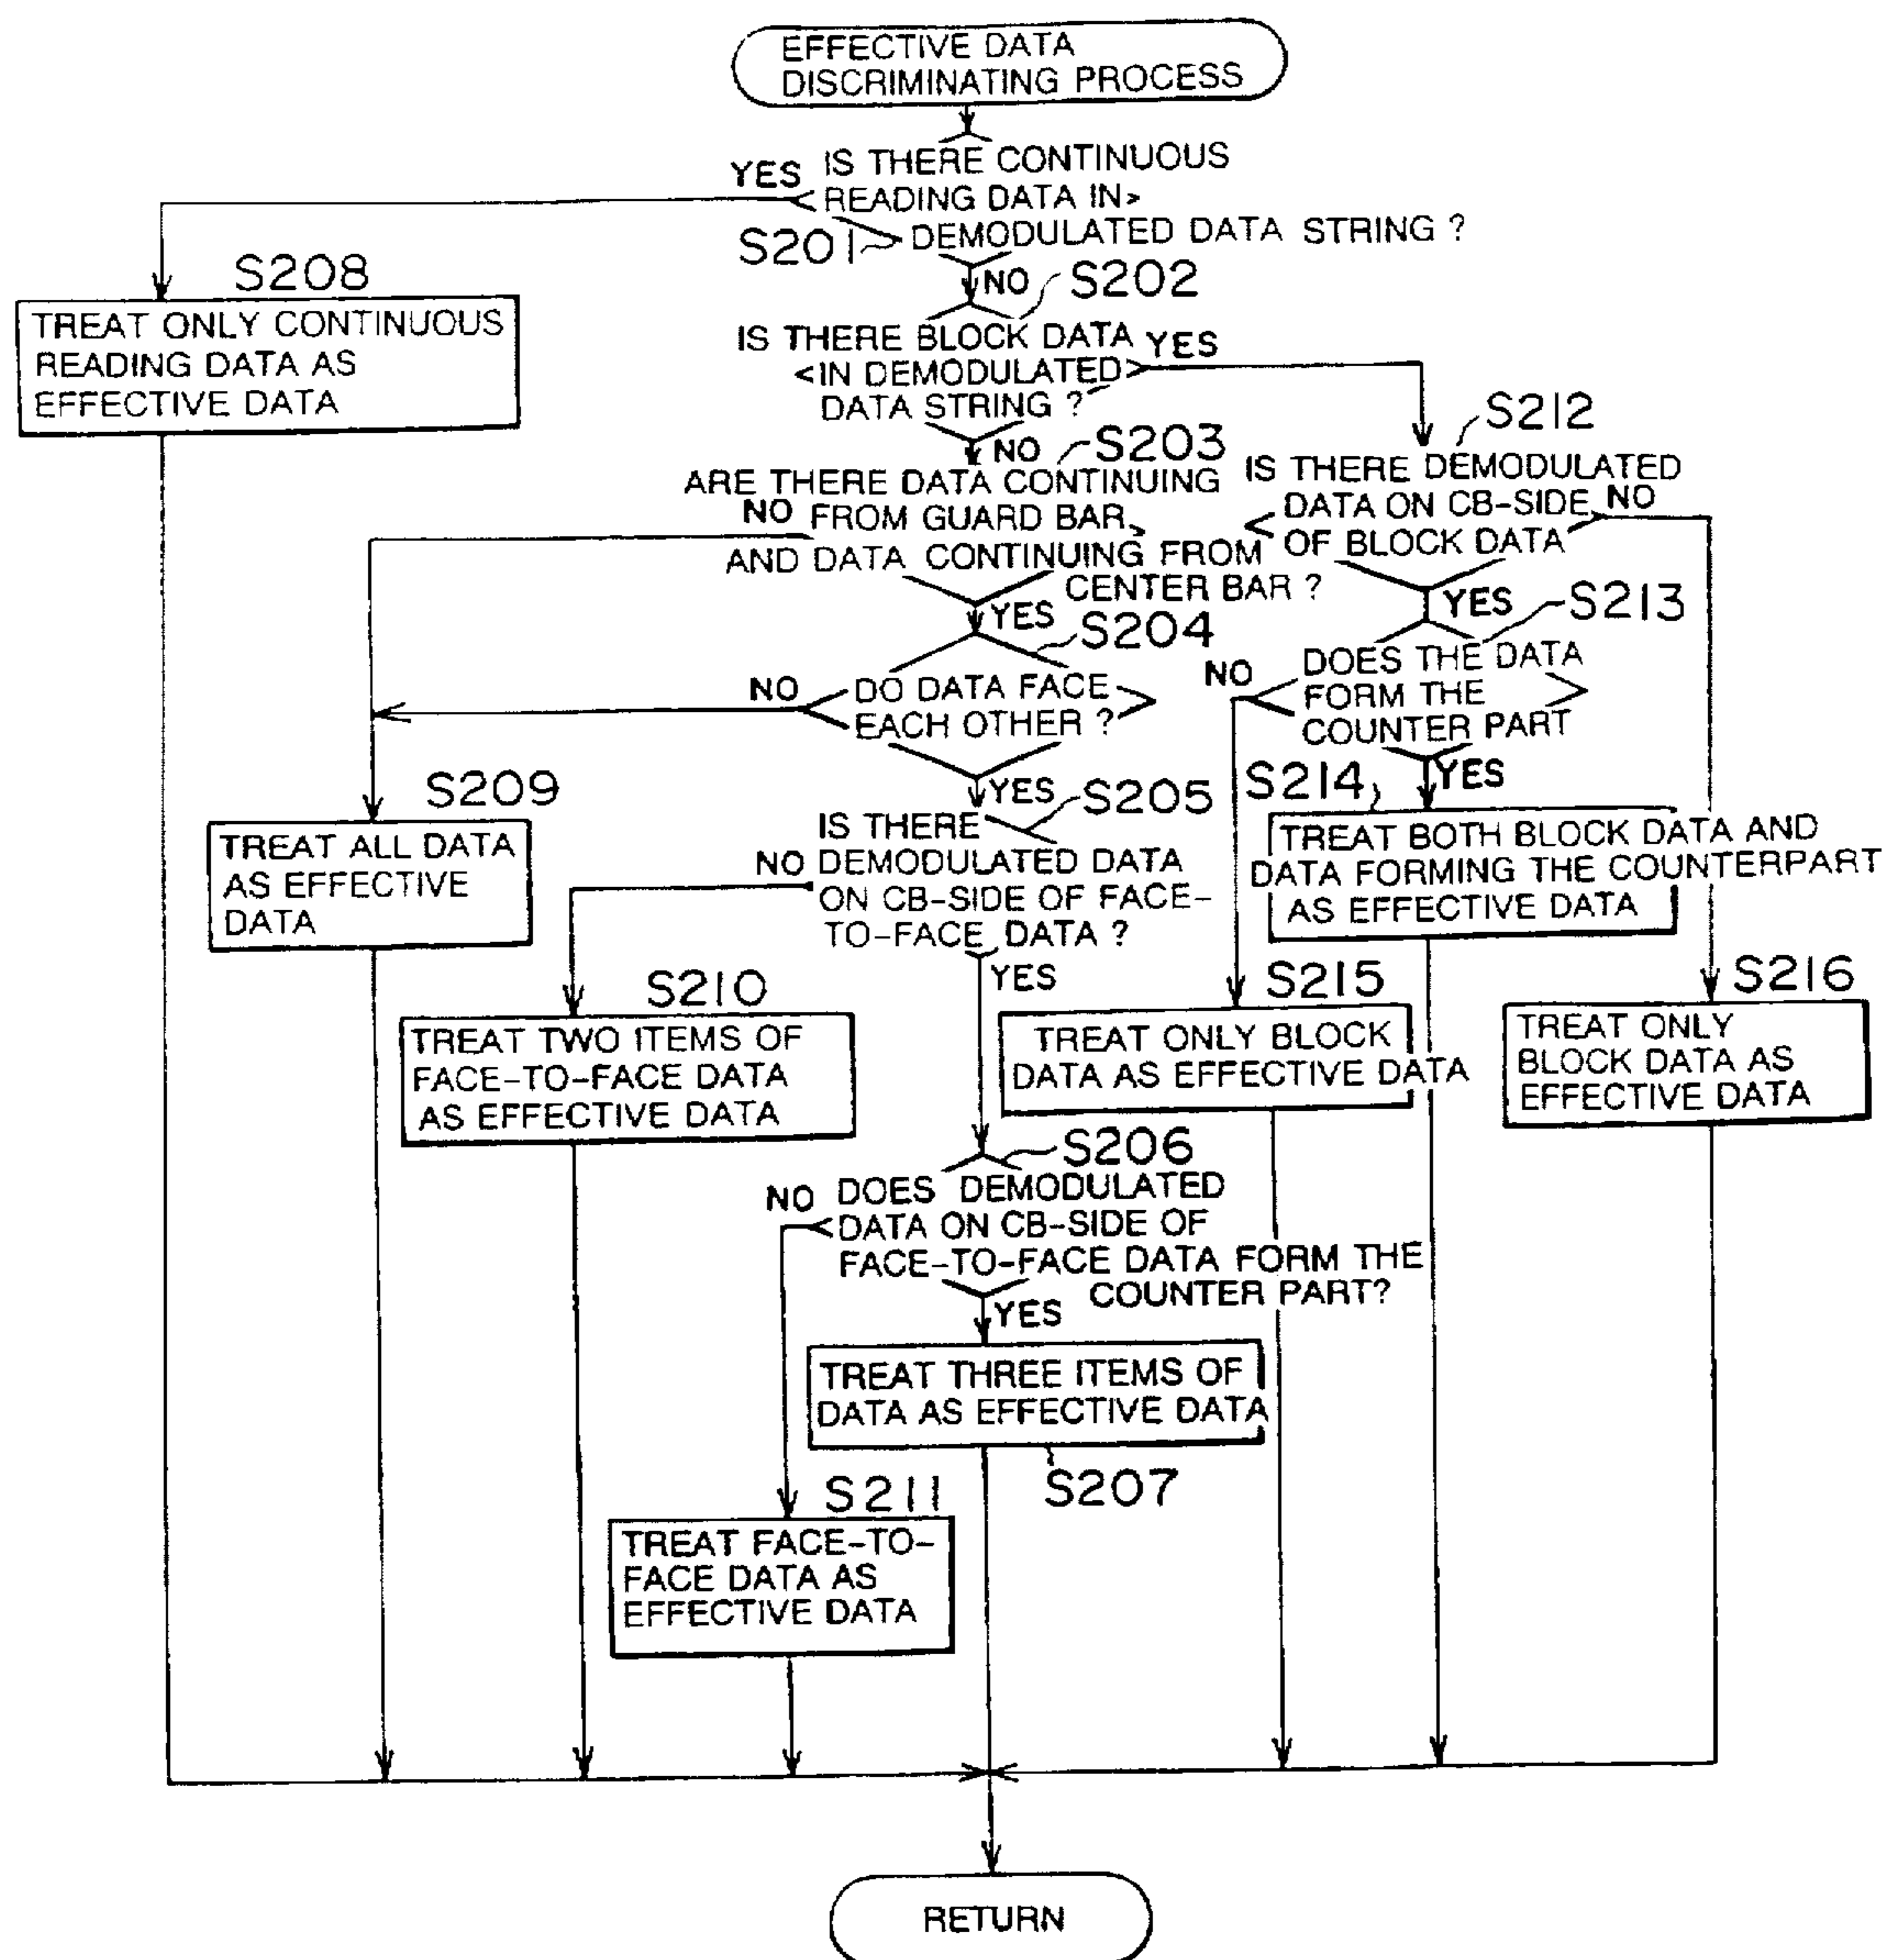 EFFECTIVE DATA
DISCRIMINATING PROCESS
YES
IS THERE CONTINUOUS
READING DATA IN
DEMODULATED DATA STRING ?
S201
NO
S202
S208
TREAT ONLY CONTINUOUS
READING DATA AS
EFFECTIVE DATA
IS THERE BLOCK DATA
IN DEMODULATED
DATA STRING ?
YES
NO
S203
ARE THERE DATA CONTINUING
NO
FROM GUARD BAR
AND DATA CONTINUING FROM
CENTER BAR ?
S212
IS THERE DEMODULATED
DATA ON CB-SIDE
OF BLOCK DATA
NO
YES
S204
YES
S213
NO
DO DATA FACE
EACH OTHER ?
NO
DOES THE DATA
FORM THE
COUNTER PART
YES
S205
S214
YES
S209
TREAT ALL DATA
AS EFFECTIVE
DATA
IS THERE
NO
DEMODULATED DATA
ON CB-SIDE OF FACE-
TO-FACE DATA ?
TREAT BOTH BLOCK DATA AND
DATA FORMING THE COUNTERPART
AS EFFECTIVE DATA
YES
S210
TREAT TWO ITEMS OF
FACE-TO-FACE DATA
AS EFFECTIVE DATA
S215
TREAT ONLY BLOCK
DATA AS EFFECTIVE DATA
S216
TREAT ONLY
BLOCK DATA AS
EFFECTIVE DATA
S206
NO
DOES DEMODULATED
DATA ON CB-SIDE OF
FACE-TO-FACE DATA FORM THE
COUNTER PART?
YES
TREAT THREE ITEMS OF
DATA AS EFFECTIVE DATA
S207
S211
TREAT FACE-TO-
FACE DATA AS
EFFECTIVE DATA
RETURN